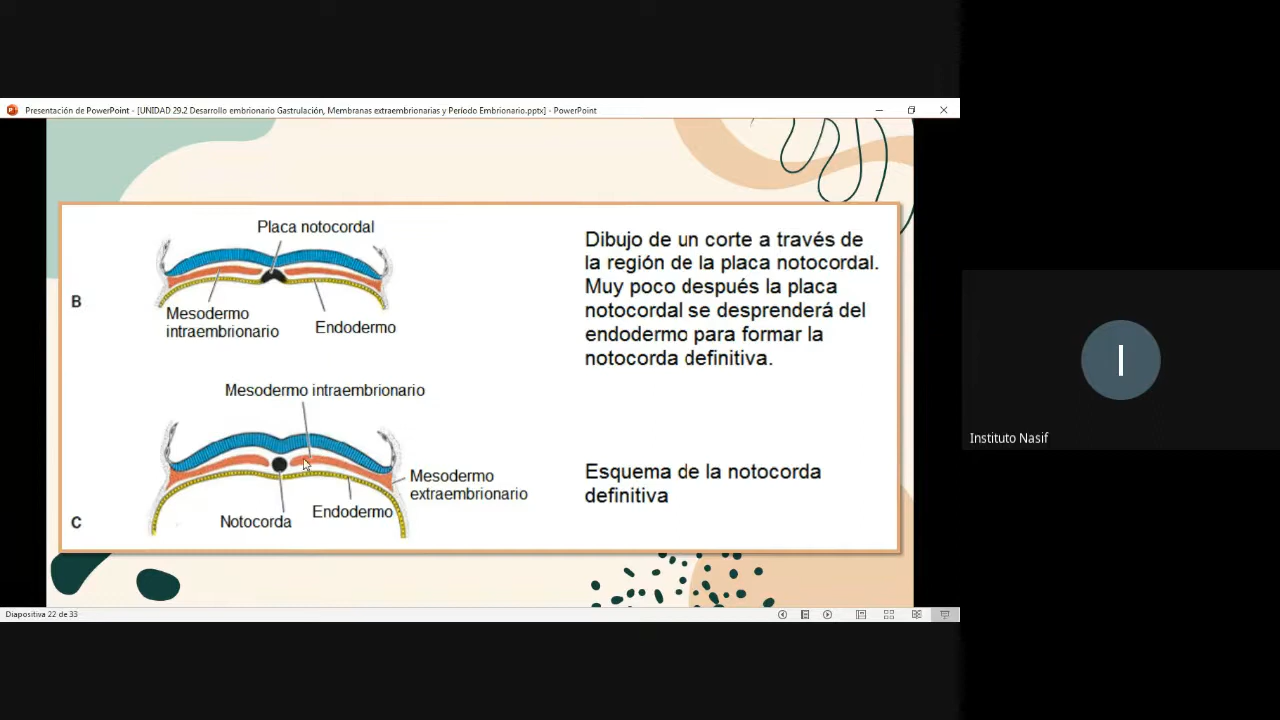 Presentación de PowerPoint - [UNIDAD 29.2 Desarrollo embrionario Gastrulación, Membranas extraembrionarias y Período Embrionario.pptx] - PowerPoint
Placa notocordal
B
Mesodermo
intraembrionario
Endodermo
Dibujo de un corte a través de
la región de la placa notocordal.
Muy poco después la placa
notocordal se desprenderá del
endodermo para formar la
notocorda definitiva.
Mesodermo intraembrionario
Mesodermo
extraembrionario
C
Notocorda
Endodermo
Esquema de la notocorda
definitiva
I
Instituto Nasif
Diapositiva 22 de 33